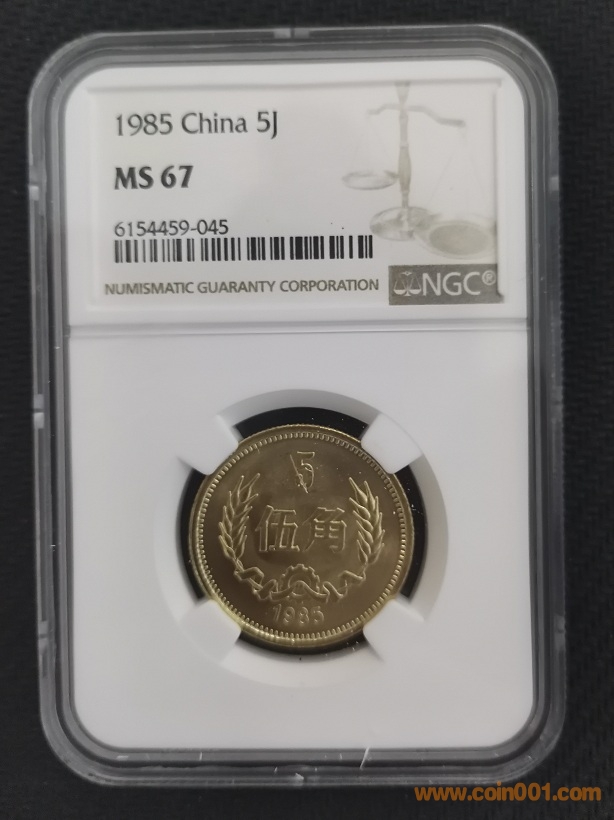 1985 China 5J
MS 67
6154459-045
NUMISMATIC GUARANTY CORPORATION
NGC®
5
伍角
1985
www.coin001.com